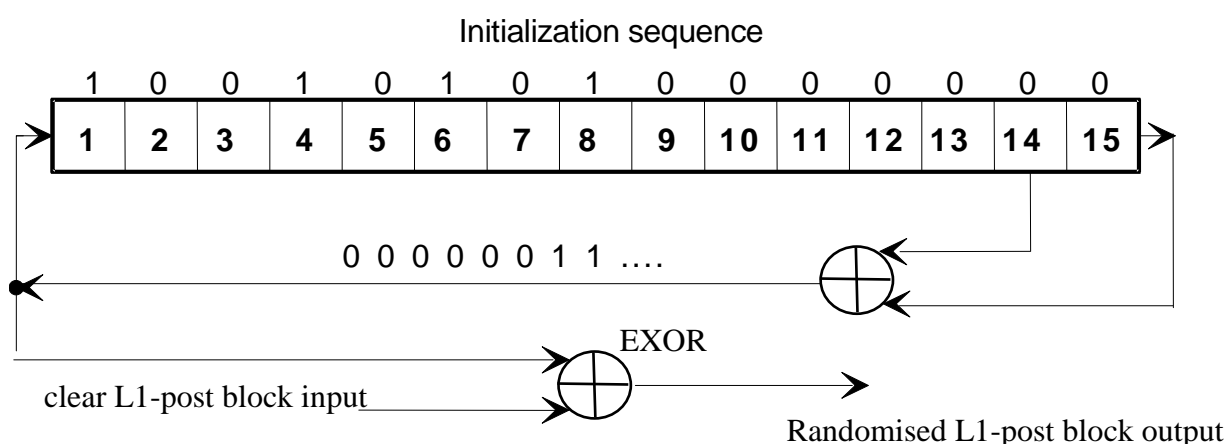 Initialization sequence
1 0 0 1 0 1 0 1 0 0 0 0 0 0 0
1 2 3 4 5 6 7 8 9 10 11 12 13 14 15
0 0 0 0 0 0 1 1 ....
EXOR
clear L1-post block input
Randomised L1-post block output